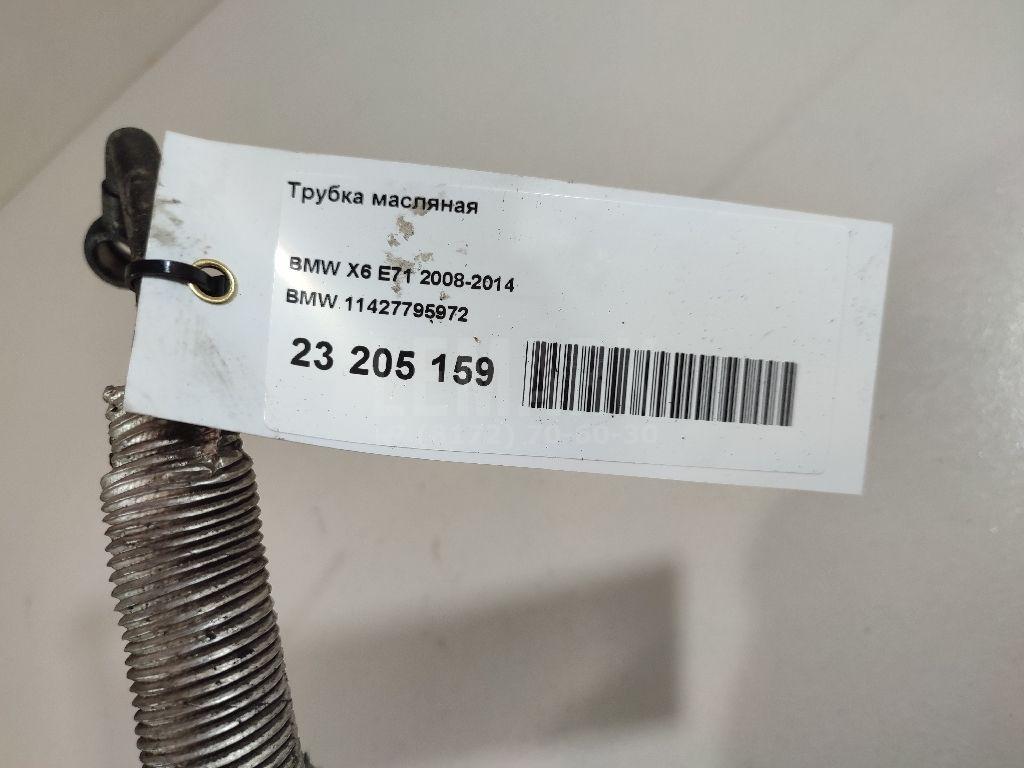 Трубка масляная
BMW X6 E71 2008-2014
BMW 11427795972
23 205 159